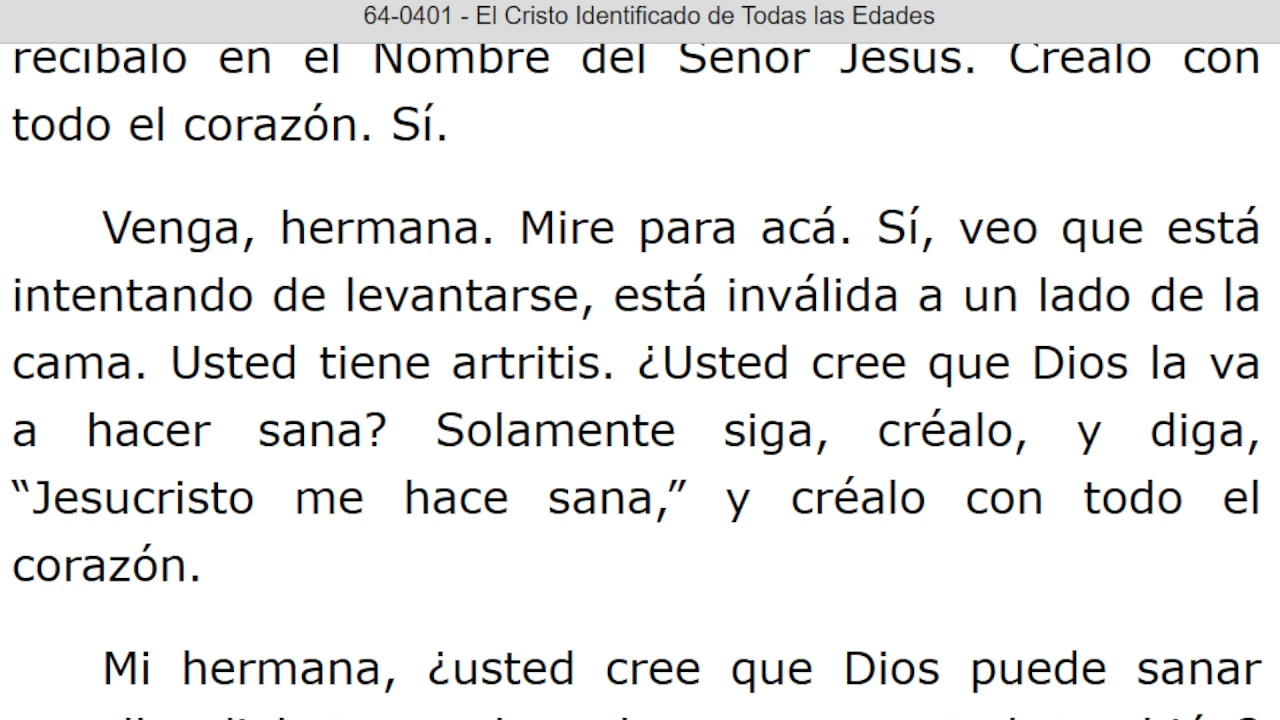 64-0401 - El Cristo Identificado de Todas las Edades
recíbalo en el Nombre del Señor Jesús. Créalo con
todo el corazón. Sí.
Venga, hermana. Mire para acá. Sí, veo que está
intentando de levantarse, está inválida a un lado de la
cama. Usted tiene artritis. ¿Usted cree que Dios la va
a hacer sana? Solamente siga, créalo, y diga,
“Jesucristo me hace sana,” y créalo con todo el
corazón.
Mi hermana, ¿usted cree que Dios puede sanar